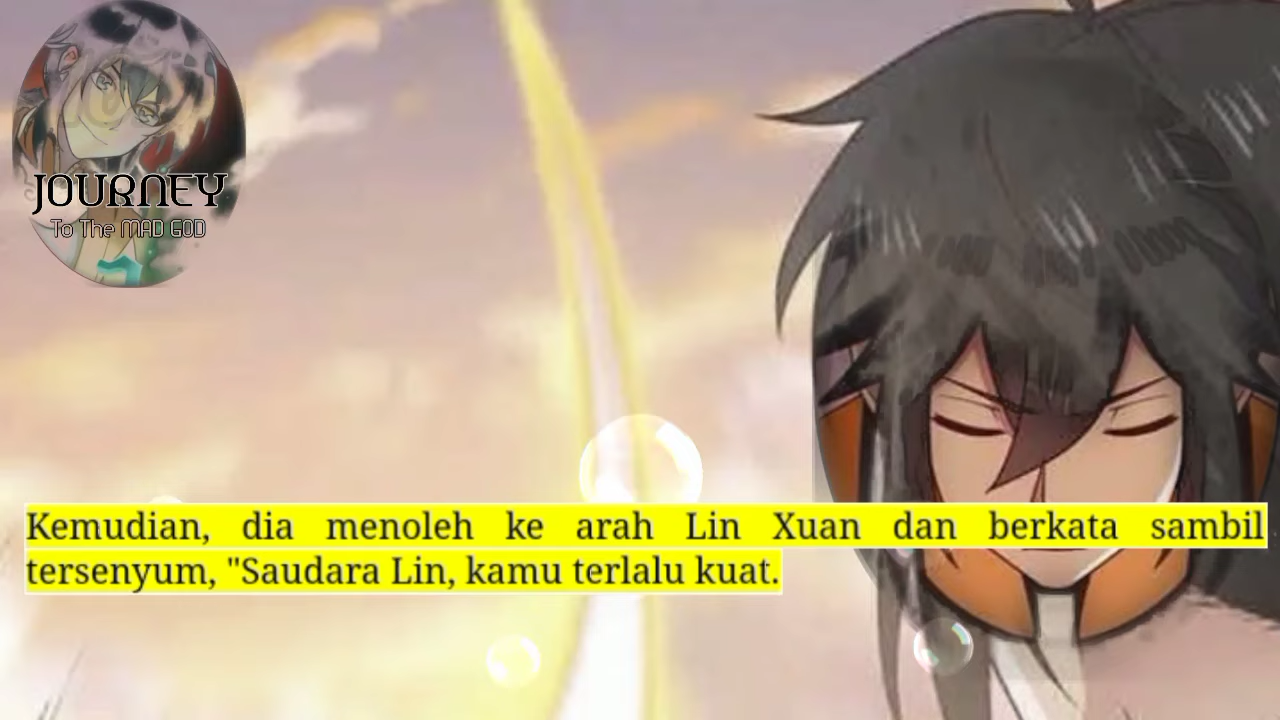 JOURNEY
To The MAD GOD
Kemudian, dia menoleh ke arah Lin Xuan dan berkata sambil
tersenyum, "Saudara Lin, kamu terlalu kuat.